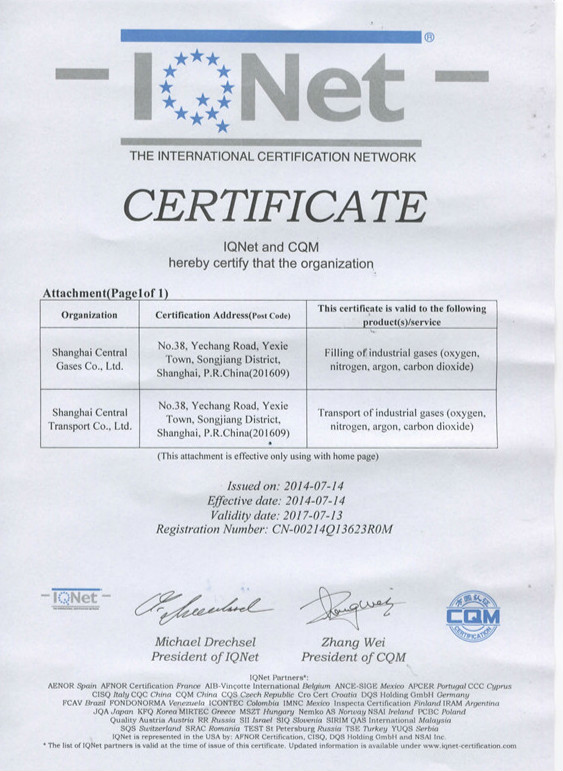 IQNet®
THE INTERNATIONAL CERTIFICATION NETWORK
CERTIFICATE
IQNet and CQM
hereby certify that the organization
Attachment(Page1of 1)
Organization
Certification Address(Post Code)
This certificate is valid to the following
product(s)/service
Shanghai Central
Gases Co., Ltd.
No.38, Yechang Road, Yexie
Town, Songjiang District,
Shanghai, P.R.China(201609)
Filling of industrial gases (oxygen,
nitrogen, argon, carbon dioxide)
Shanghai Central
Transport Co., Ltd.
No.38, Yechang Road, Yexie
Town, Songjiang District,
Shanghai, P.R.China(201609)
Transport of industrial gases (oxygen,
nitrogen, argon, carbon dioxide)
(This attachment is effective only using with home page)
Issued on: 2014-07-14
Effective date: 2014-07-14
Validity date: 2017-07-13
Registration Number: CN-00214Q13623R0M
IQNet
方圆认证
CQM
CERTIFICATION
Michael Drechsel
President of IQNet
Zhang Wei
President of CQM
IQNet Partners*:
AENOR Spain AFNOR Certification France AIB-Vinçotte International Belgium ANCE-SIGE Mexico APCER Portugal CCC Cyprus
CISQ Italy CQC China CQM China CQS Czech Republic Cro Cert Croatia DQS Holding GmbH Germany
FCAV Brazil FONDONORMA Venezuela ICONTEC Colombia IMNC Mexico Inspecta Certification Finland IRAM Argentina
JQA Japan KFQ Korea MIRTEC Greece MSZT Hungary Nemko AS Norway NSAI Ireland PCBC Poland
Quality Austria Austria RR Russia SII Israel SIQ Slovenia SIRIM QAS International Malaysia
SQS Switzerland SRAC Romania TEST St Petersburg Russia TSE Turkey YUQS Serbia
IQNet is represented in the USA by: AFNOR Certification, CISQ, DQS Holding GmbH and NSAI Inc.
* The list of IQNet partners is valid at the time of issue of this certificate. Updated information is available under www.iqnet-certification.com